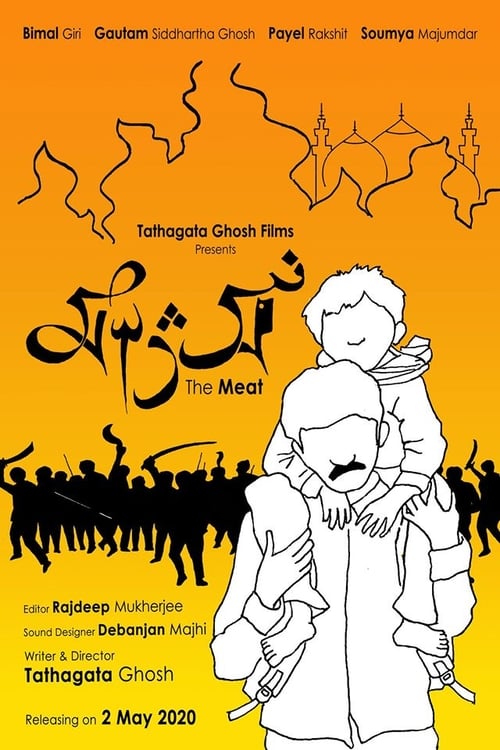 Bimal Giri Gautam Siddhartha Ghosh Payel Rakshit Soumya Majumdar
Tathagata Ghosh Films
Presents
The Meat
Editor Rajdeep Mukherjee
Sound Designer Debanjan Majhi
Writer & Director
Tathagata Ghosh
Releasing on 2 May 2020